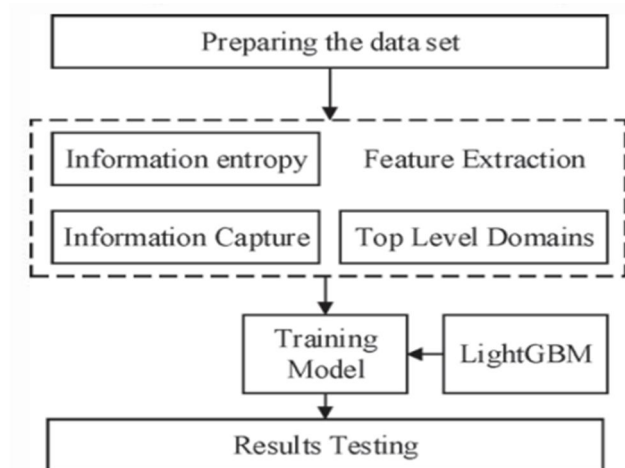 Preparing the data set
Information entropy
Feature Extraction
Information Capture
Top Level Domains
Training
Model
LightGBM
Results Testing